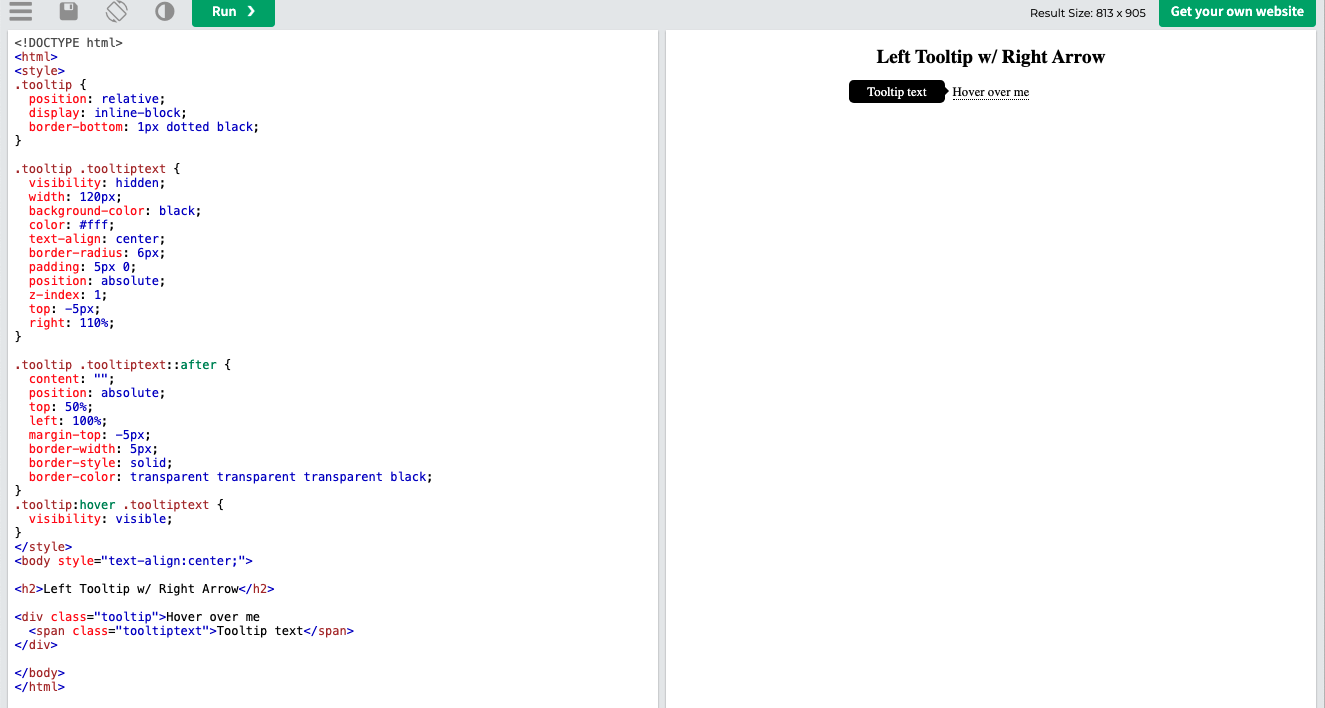 Run ❯
Result Size: 813 x 905
Get your own website
<!DOCTYPE html>
<html>
<style>
.tooltip {
  position: relative;
  display: inline-block;
  border-bottom: 1px dotted black;
}

.tooltip .tooltiptext {
  visibility: hidden;
  width: 120px;
  background-color: black;
  color: #fff;
  text-align: center;
  border-radius: 6px;
  padding: 5px 0;
  position: absolute;
  z-index: 1;
  top: -5px;
  right: 110%;
}

.tooltip .tooltiptext::after {
  content: "";
  position: absolute;
  top: 50%;
  left: 100%;
  margin-top: -5px;
  border-width: 5px;
  border-style: solid;
  border-color: transparent transparent transparent black;
}
.tooltip:hover .tooltiptext {
  visibility: visible;
}
</style>
<body style="text-align:center;">

<h2>Left Tooltip w/ Right Arrow</h2>

<div class="tooltip">Hover over me
  <span class="tooltiptext">Tooltip text</span>
</div>

</body>
</html>
Left Tooltip w/ Right Arrow
Tooltip text Hover over me